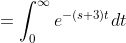 = ∫₀^∞ e^{-(s+3)t} dt